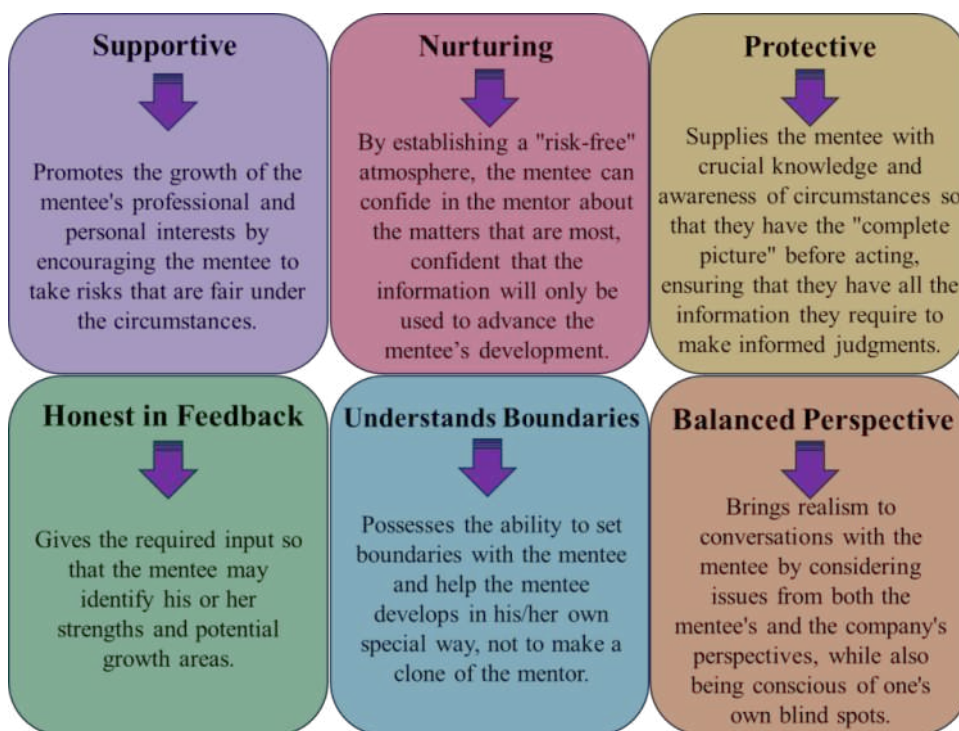 Supportive
Promotes the growth of the
mentee's professional and
personal interests by
encouraging the mentee to
take risks that are fair under
the circumstances.
Nurturing
By establishing a "risk-free"
atmosphere, the mentee can
confide in the mentor about
the matters that are most,
confident that the
information will only be
used to advance the
mentee’s development.
Protective
Supplies the mentee with
crucial knowledge and
awareness of circumstances so
that they have the "complete
picture" before acting,
ensuring that they have all the
information they require to
make informed judgments.
Honest in Feedback
Gives the required input so
that the mentee may
identify his or her
strengths and potential
growth areas.
Understands Boundaries
Possesses the ability to set
boundaries with the mentee
and help the mentee
develops in his/her own
special way, not to make a
clone of the mentor.
Balanced Perspective
Brings realism to
conversations with the
mentee by considering
issues from both the
mentee's and the company's
perspectives, while also
being conscious of one's
own blind spots.